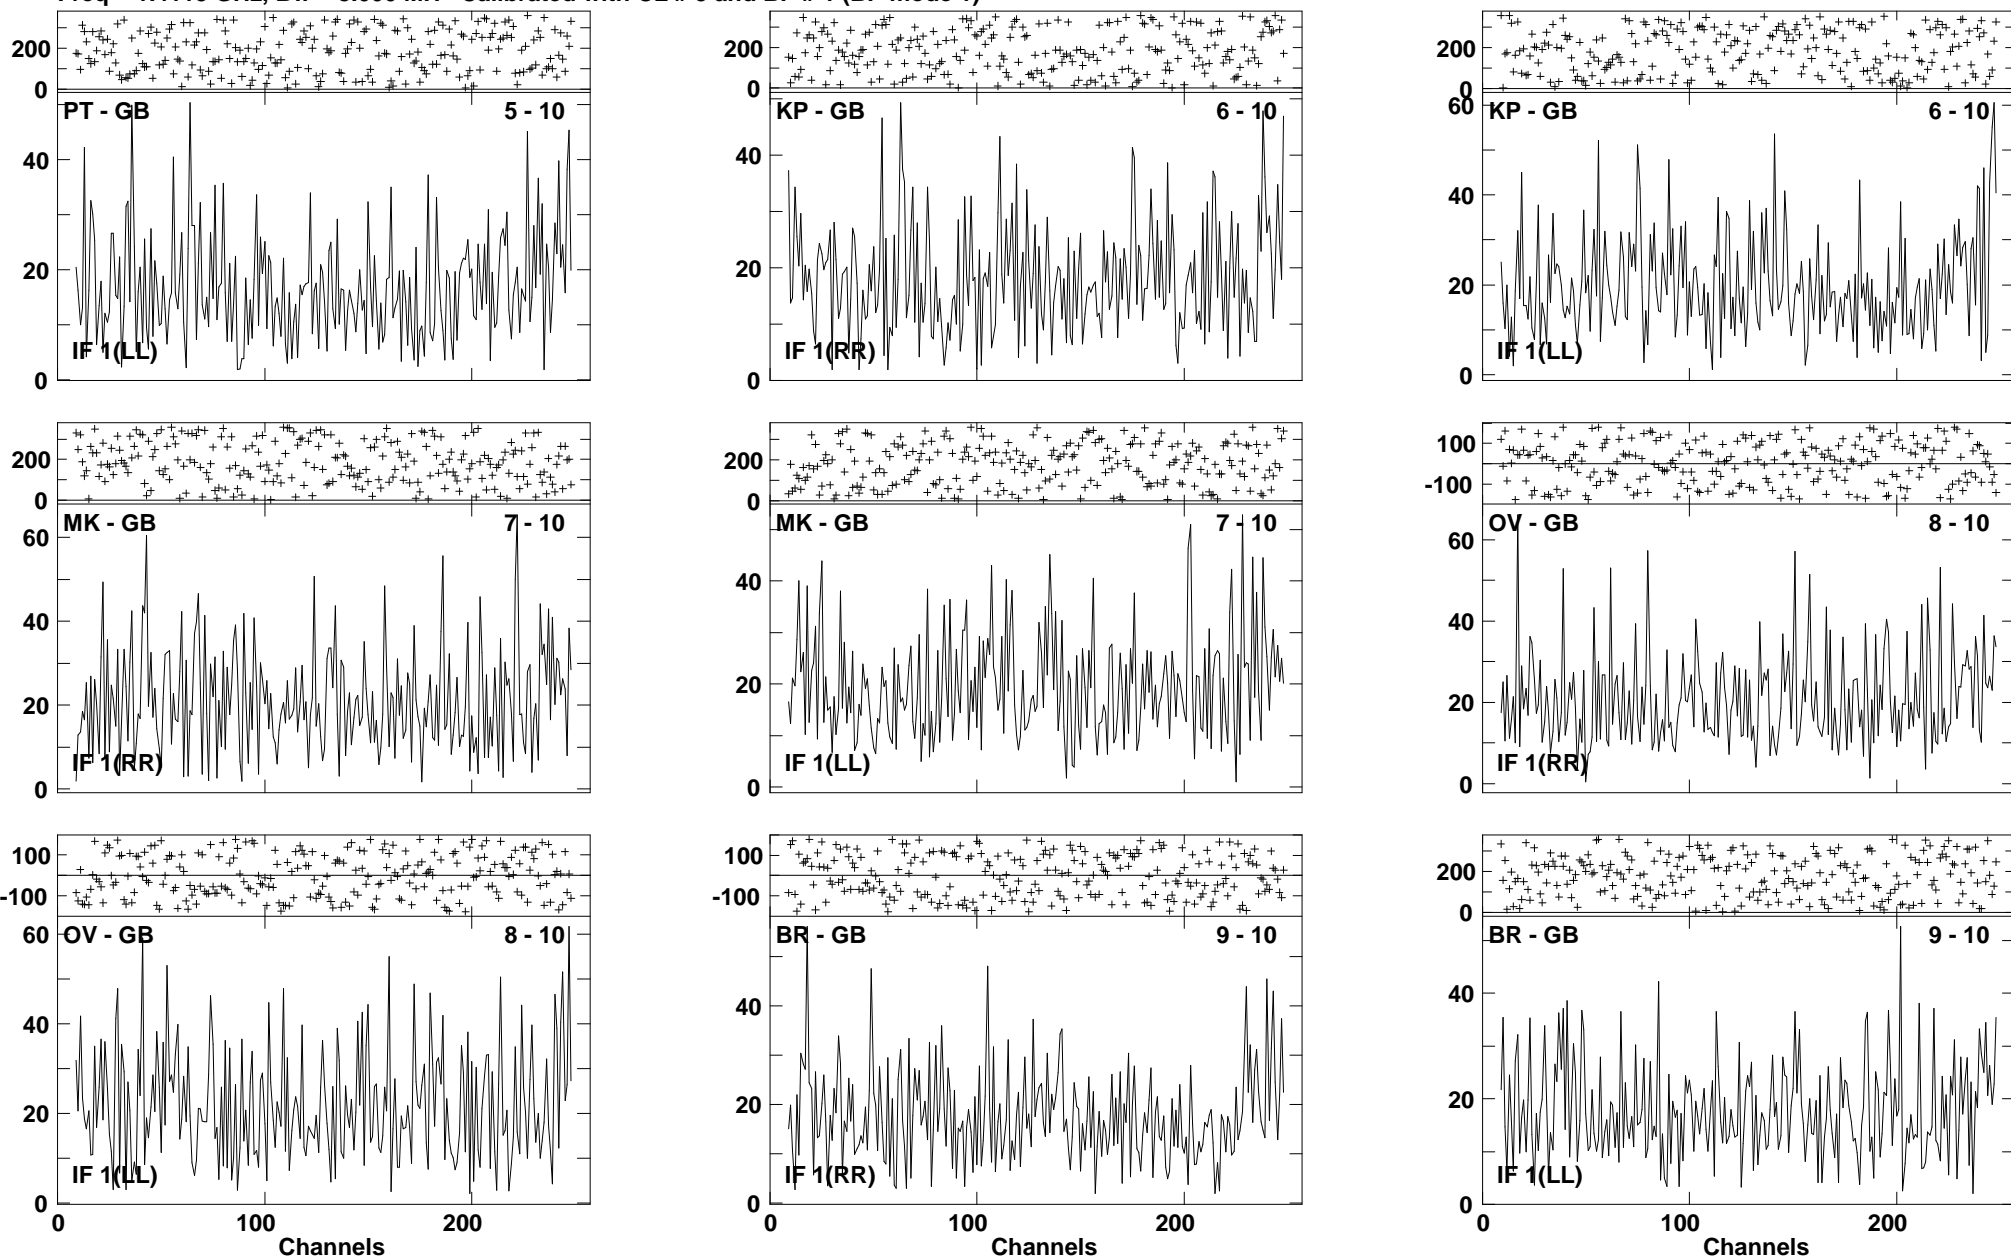 200 0 PT - GB 5 - 10 40 20 0 IF 1(LL)
200 0 KP - GB 6 - 10 40 20 0 IF 1(RR)
200 0 KP - GB 6 - 10 60 40 20 0 IF 1(LL)
200 0 MK - GB 7 - 10 60 40 20 0 IF 1(RR)
200 0 MK - GB 7 - 10 40 20 0 IF 1(LL)
100 -100 OV - GB 8 - 10 60 40 20 0 IF 1(RR)
100 -100 OV - GB 8 - 10 60 40 20 0 IF 1(LL)
100 -100 BR - GB 9 - 10 40 20 0 IF 1(RR)
200 0 BR - GB 9 - 10 40 20 0 IF 1(LL)
0 100 200 0 100 200 0 100 200
Channels Channels Channels